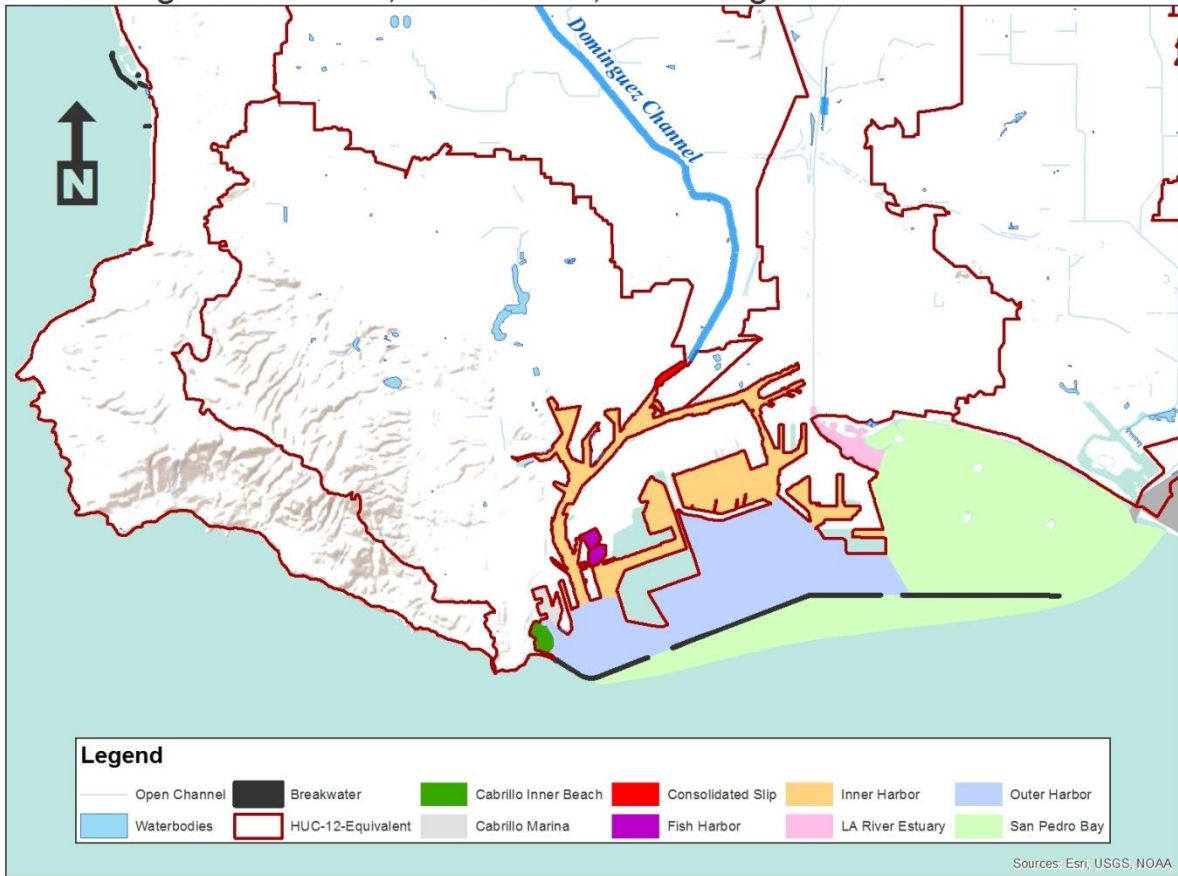 Dominguez Channel
N
Legend
Open Channel
Breakwater
Cabrillo Inner Beach
Consolidated Slip
Inner Harbor
Outer Harbor
Waterbodies
HUC-12-Equivalent
Cabrillo Marina
Fish Harbor
LA River Estuary
San Pedro Bay
Sources: Esri, USGS, NOAA